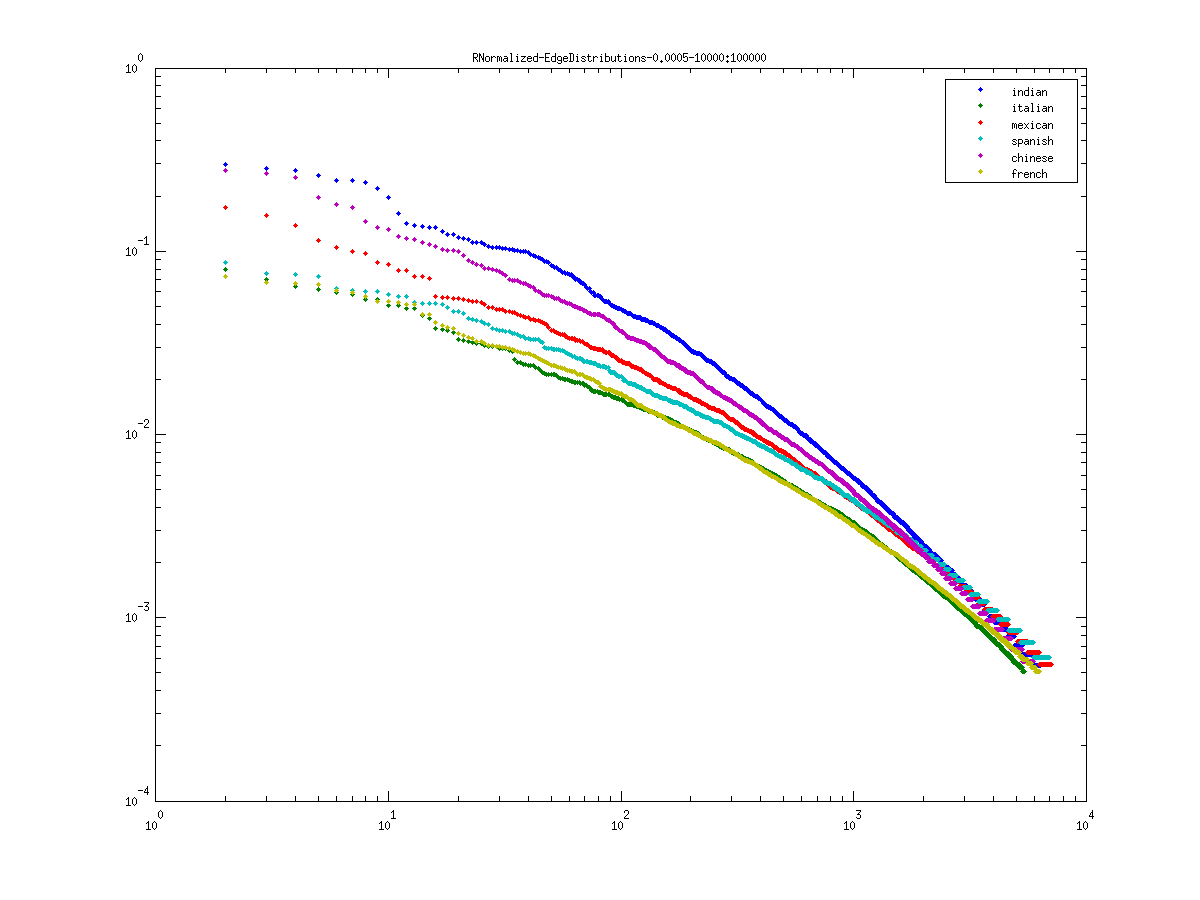 RNormalized-EdgeDistributions-0.0005-10000:100000
10^0
indian
italian
mexican
spanish
chinese
french
10^-1
10^-2
10^-3
10^-4
10^0 10^1 10^2 10^3 10^4